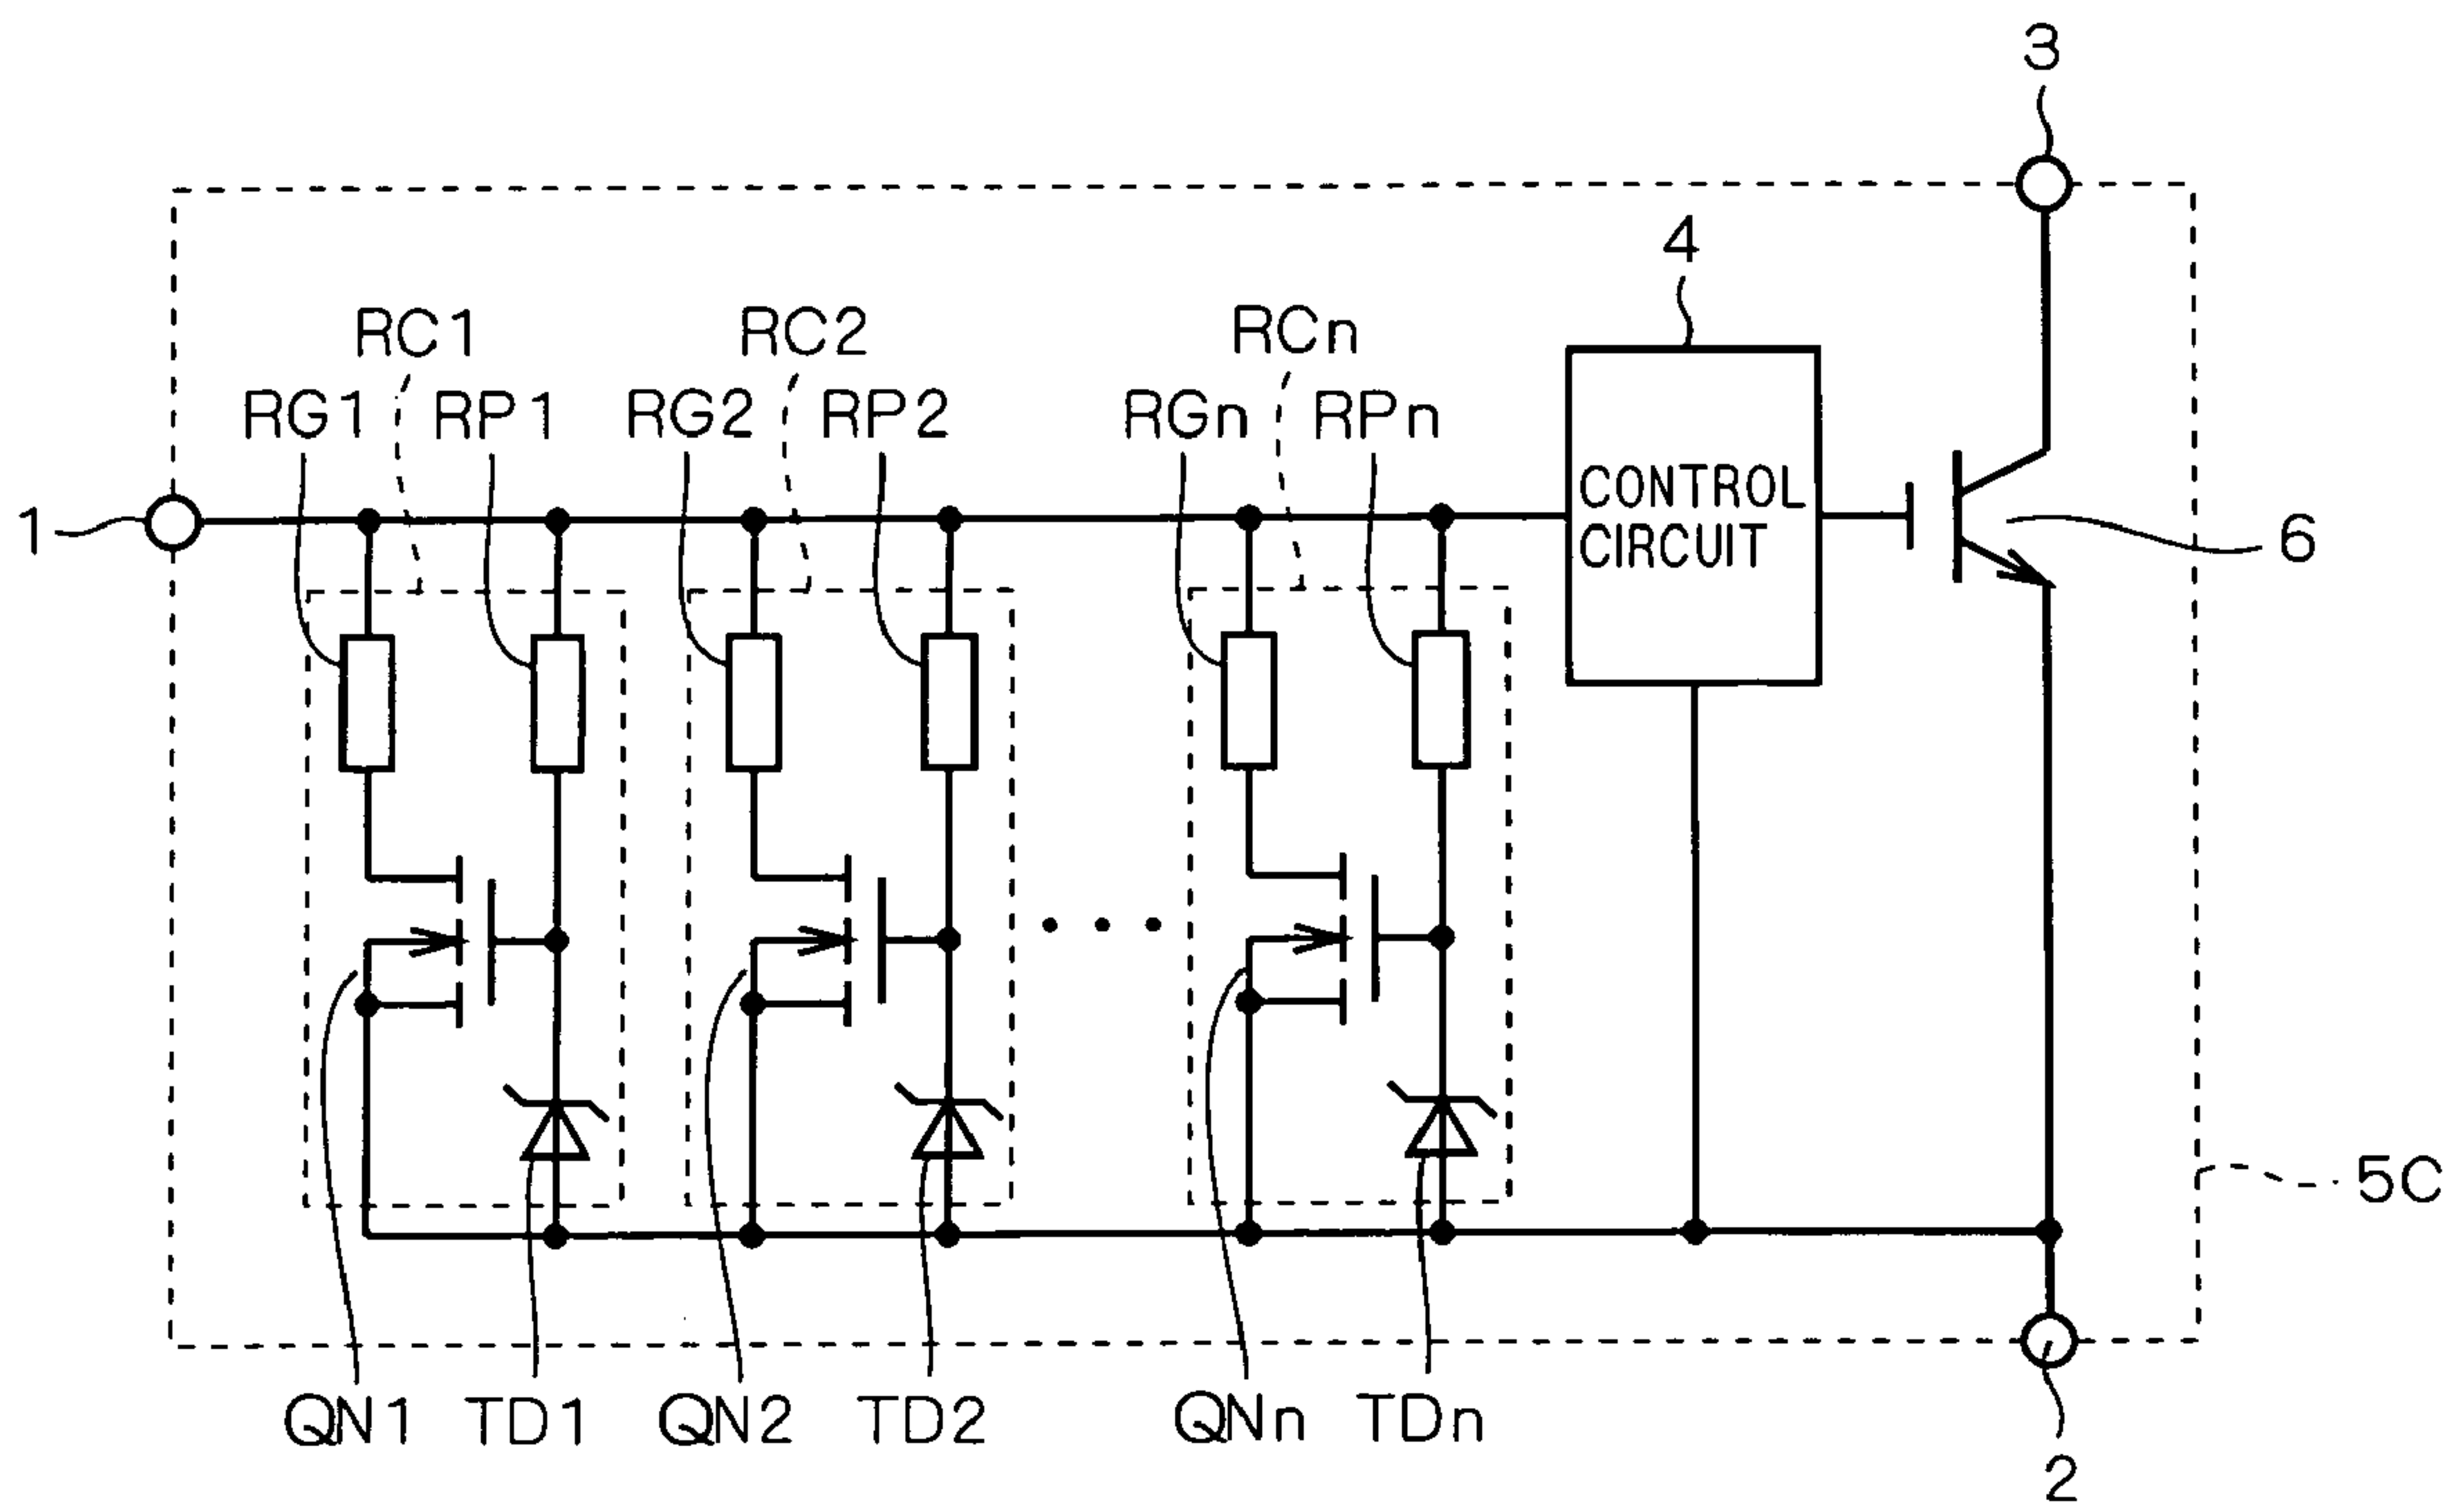 3
4
RC1
RC2
RCn
RG1
RP1
RG2
RP2
RGn
RPn
CONTROL
CIRCUIT
1
6
5C
QN1
TD1
QN2
TD2
QNn
TDn
2